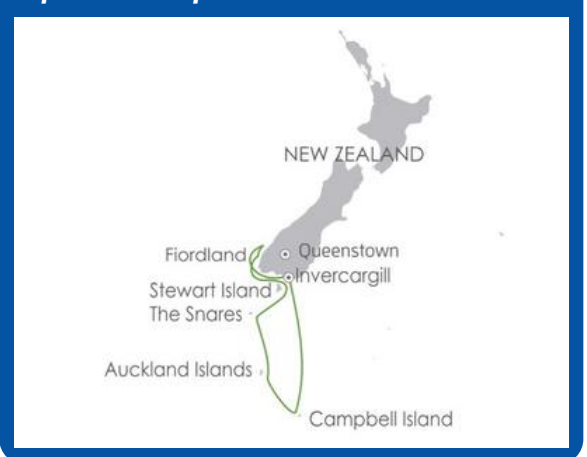 NEW ZEALAND
Fiordland
Queenstown
Invercargill
Stewart Island
The Snares
Auckland Islands
Campbell Island